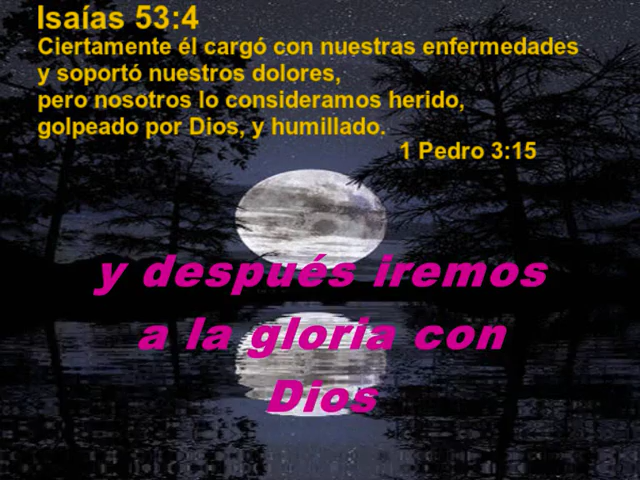 Isaías 53:4
Ciertamente él cargó con nuestras enfermedades
y soportó nuestros dolores,
pero nosotros lo consideramos herido,
golpeado por Dios, y humillado.
1 Pedro 3:15
y después iremos
a la gloria con
Dios